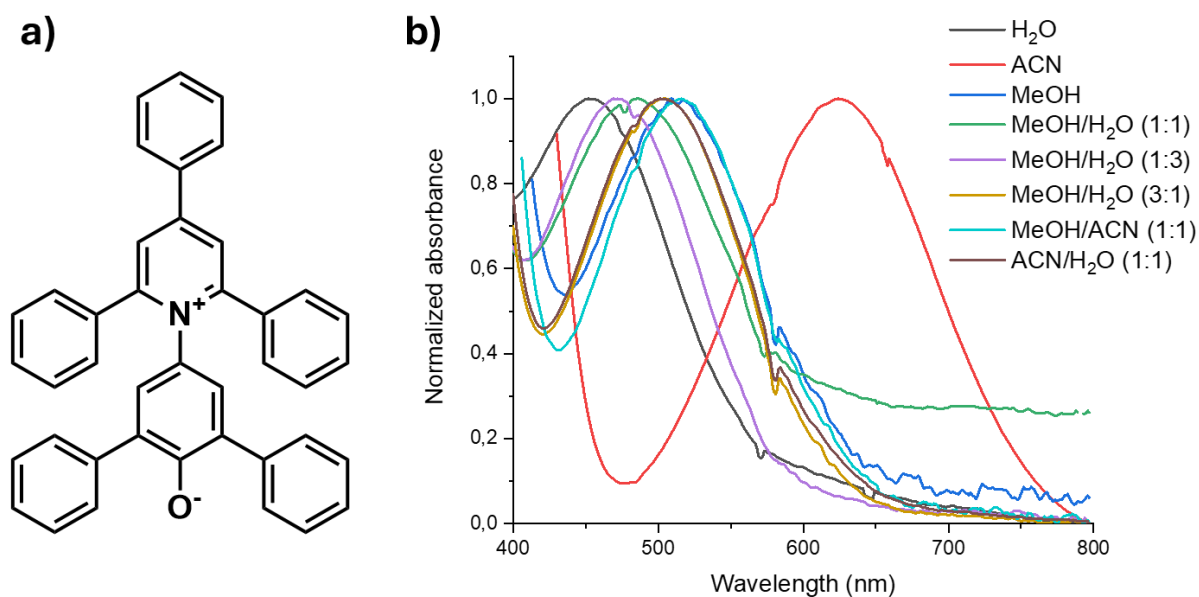 a)
N⁺
O⁻
b)
H₂O
ACN
MeOH
MeOH/H₂O (1:1)
MeOH/H₂O (1:3)
MeOH/H₂O (3:1)
MeOH/ACN (1:1)
ACN/H₂O (1:1)
Normalized absorbance
1,0
0,8
0,6
0,4
0,2
0,0
400 500 600 700 800
Wavelength (nm)